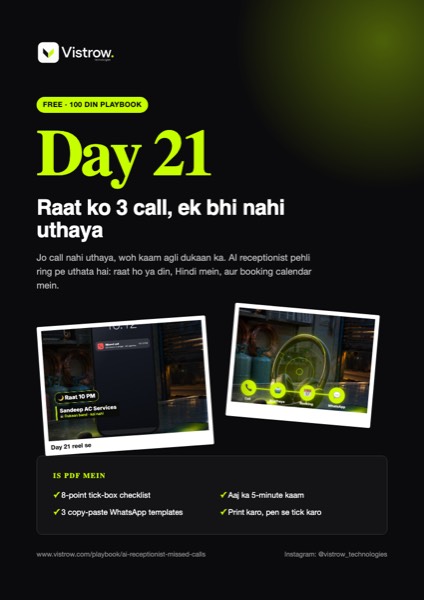 Vistrow.
FREE · 100 DIN PLAYBOOK
Day 21
Raat ko 3 call, ek bhi nahi
uthaya
Jo call nahi uthaya, woh kaam agli dukaan ka. AI receptionist pehli
ring pe uthata hai: raat ho ya din, Hindi mein, aur booking calendar
mein.
Raat 10 PM
Sandeep AC Services
Day 21 reel se
IS PDF MEIN
✔ 8-point tick-box checklist
✔ Aaj ka 5-minute kaam
✔ 3 copy-paste WhatsApp templates
✔ Print karo, pen se tick karo
www.vistrow.com/playbook/ai-receptionist-missed-calls
Instagram: @vistrow_technologies